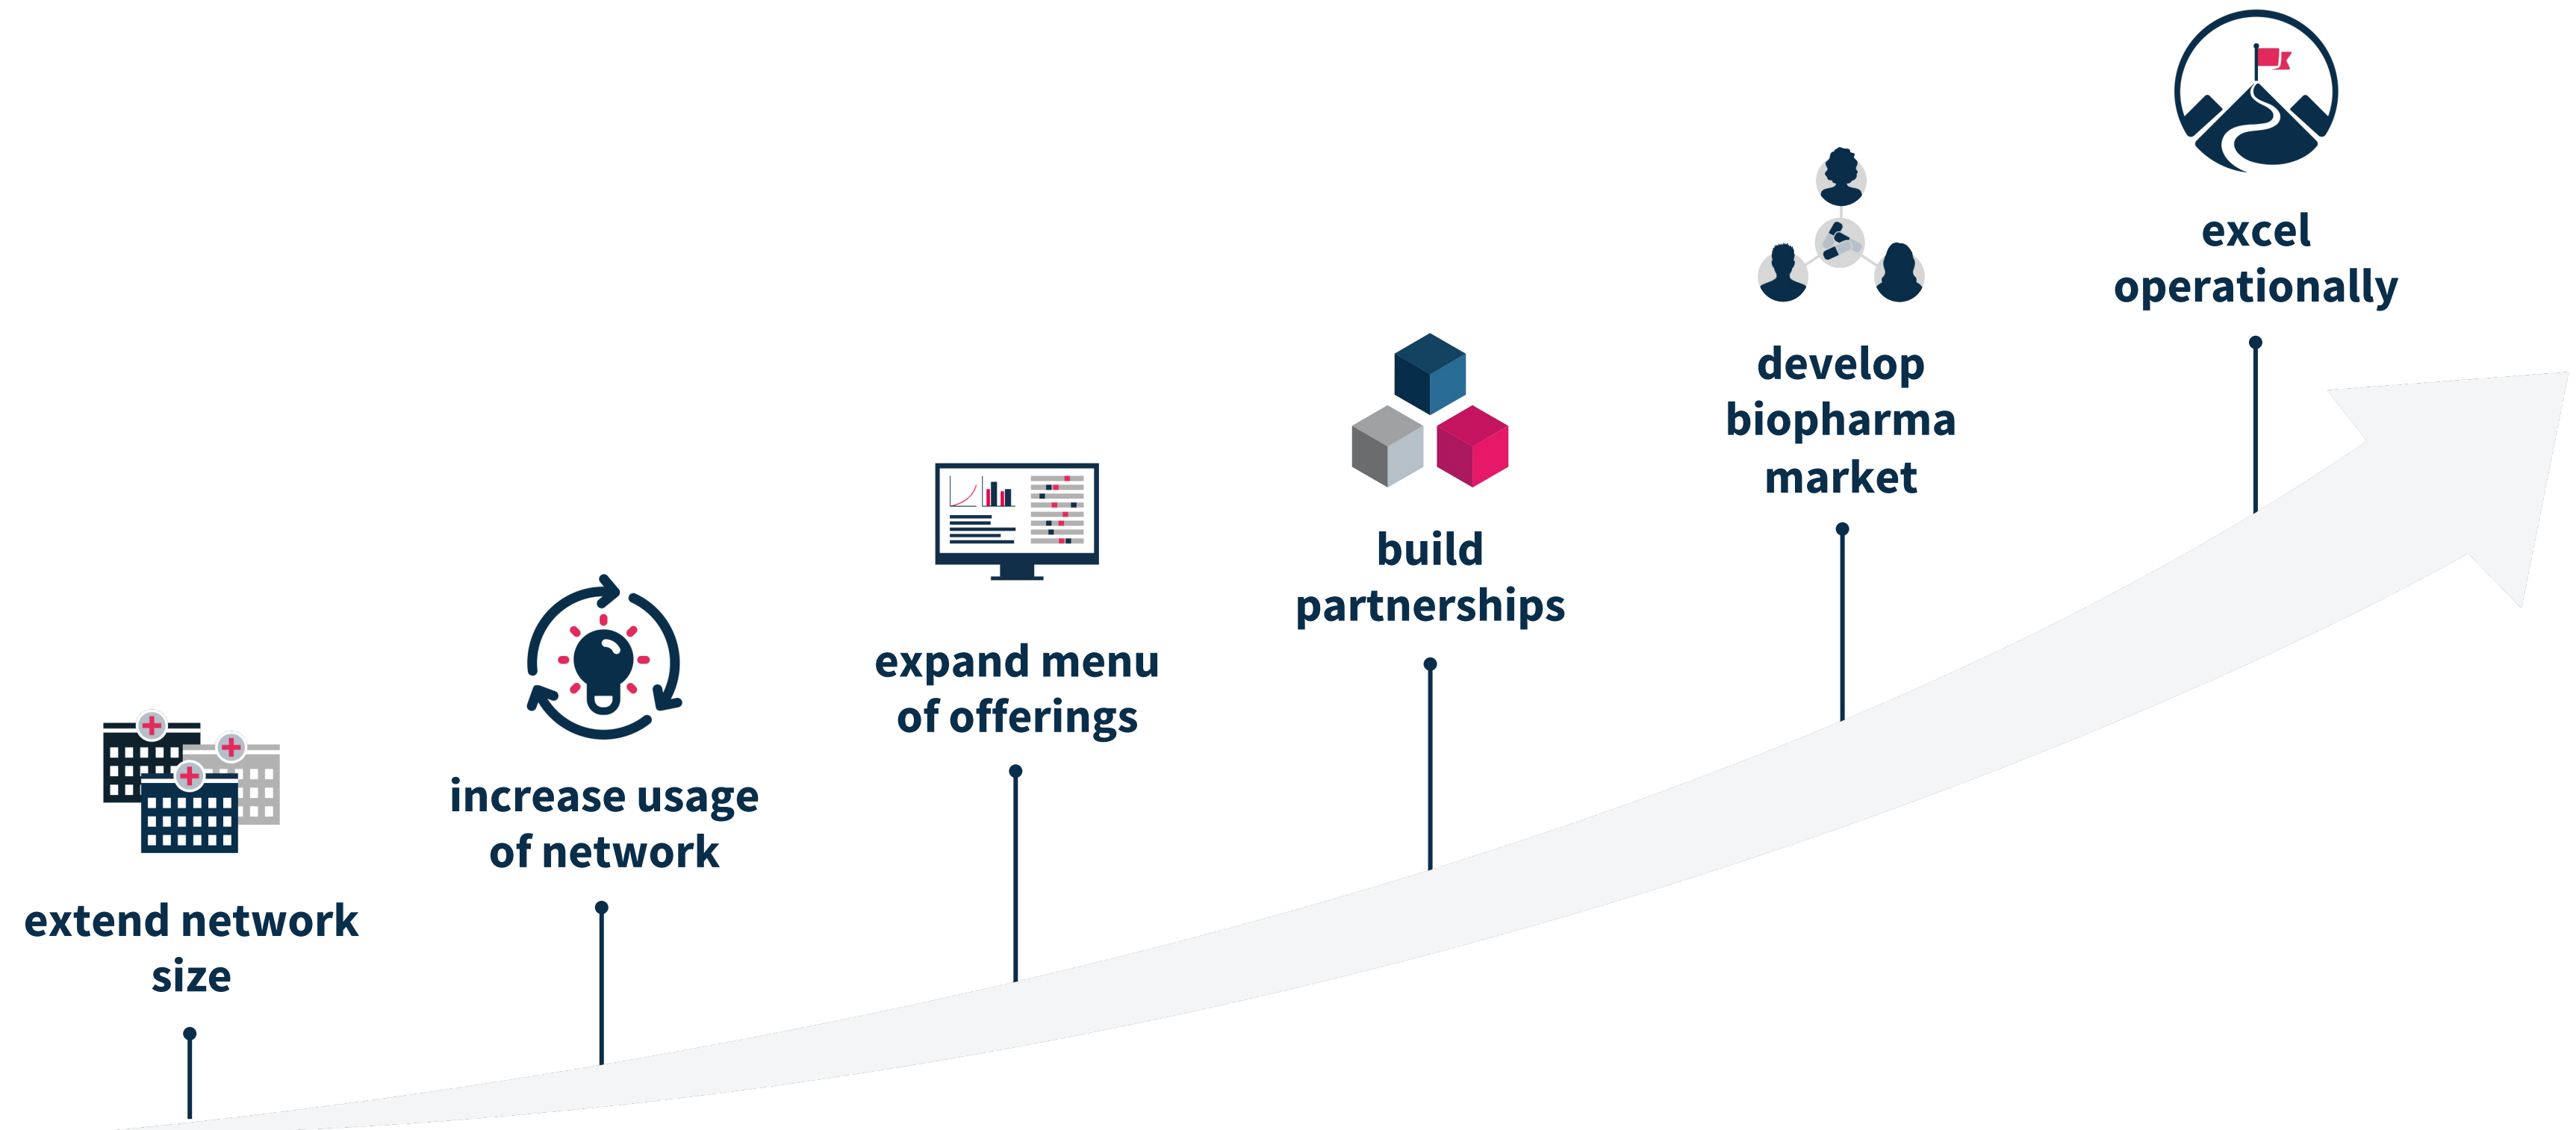 extend network
size
increase usage
of network
expand menu
of offerings
build
partnerships
develop
biopharma
market
excel
operationally